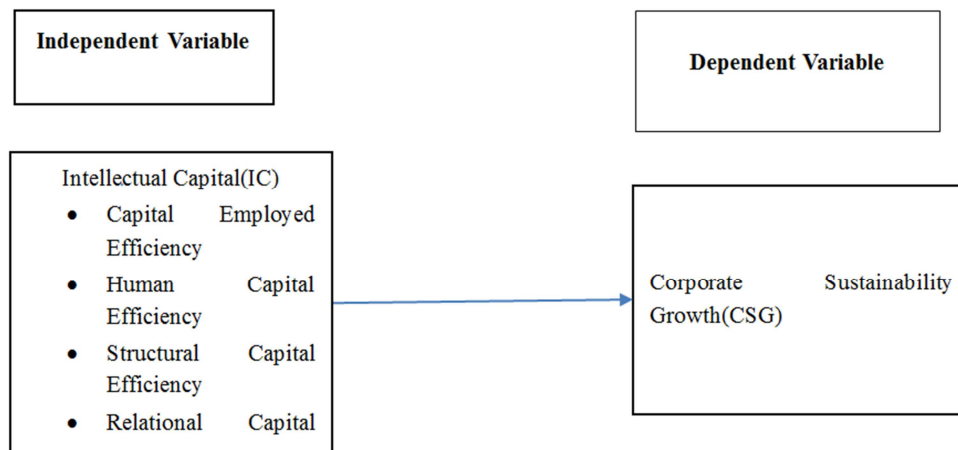 Independent Variable
Dependent Variable
Intellectual Capital(IC)
● Capital Employed
Efficiency
● Human Capital
Efficiency
● Structural Capital
Efficiency
● Relational Capital
Corporate Sustainability
Growth(CSG)